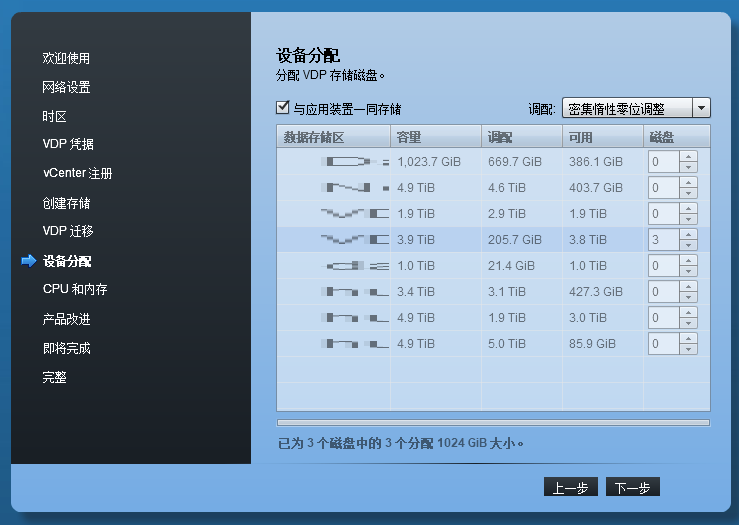 欢迎使用
网络设置
时区
VDP 凭据
vCenter 注册
创建存储
VDP 迁移
设备分配
CPU 和内存
产品改进
即将完成
完整
设备分配
分配 VDP 存储磁盘。
与应用装置一同存储 调配: 密集惰性零位调整
数据存储区 容量 调配 可用 磁盘
1,023.7 GiB 669.7 GiB 386.1 GiB 0
4.9 TiB 4.6 TiB 403.7 GiB 0
1.9 TiB 2.9 TiB 1.9 TiB 0
3.9 TiB 205.7 GiB 3.8 TiB 3
1.0 TiB 21.4 GiB 1.0 TiB 0
3.4 TiB 3.1 TiB 427.3 GiB 0
4.9 TiB 1.9 TiB 3.0 TiB 0
4.9 TiB 5.0 TiB 85.9 GiB 0
已为 3 个磁盘中的 3 个分配 1024 GiB 大小。
上一步 下一步